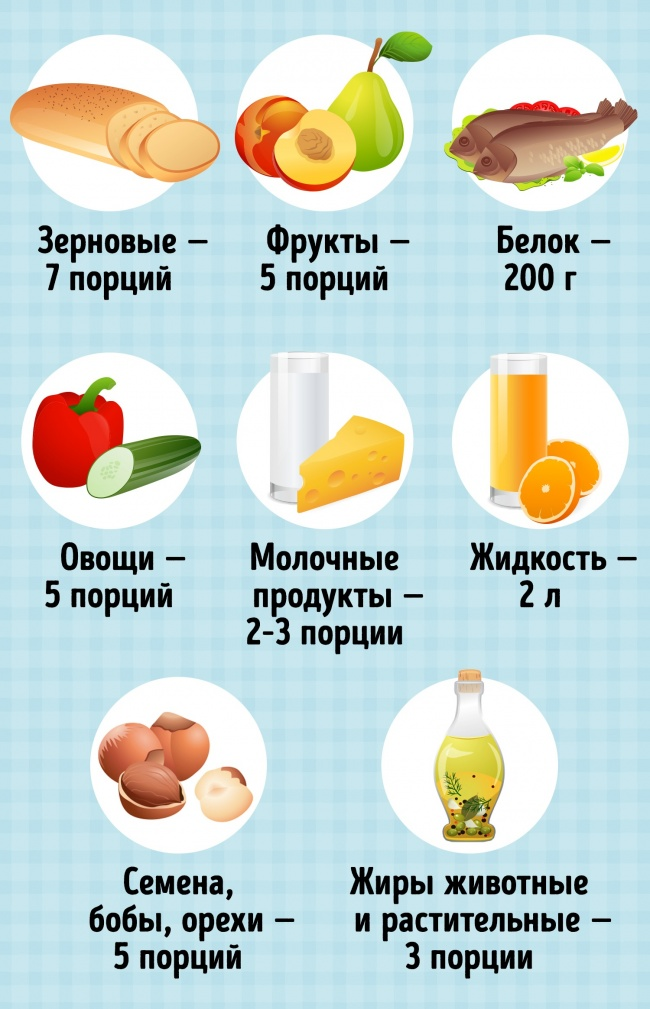 Зерновые –
7 порций
Фрукты –
5 порций
Белок –
200 г
Овощи –
5 порций
Молочные
продукты –
2-3 порции
Жидкость –
2 л
Семена,
бобы, орехи –
5 порций
Жиры животные
и растительные –
3 порции